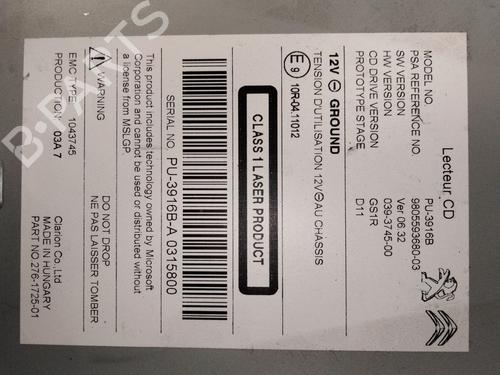 Lecteur CD
MODEL NO. PU-3916B
PSA REFERENCE NO 9805593680-03
SW VERSION Ver 06.32
HW VERSION 039-3745-00
CD DRIVE VERSION GS1R
PROTOTYPE STAGE D11
12V ⊖ GROUND
TENSION D'UTILISATION 12V⊖AU CHÂSSIS
E9 10R-04.11012
CLASS 1 LASER PRODUCT
SERIAL NO. PU-3916B-A 0315800
This product includes technology owned by Microsoft
Corporation and cannot be used or distributed without
a license from MSLGP.
WARNING
DO NOT DROP
NE PAS LAISSER TOMBER
EMC TYPE 1043745
PRODUCTION 03A 7
Clarion Co., Ltd
MADE IN HUNGARY
PART NO.276-1725-01
B-PARTS